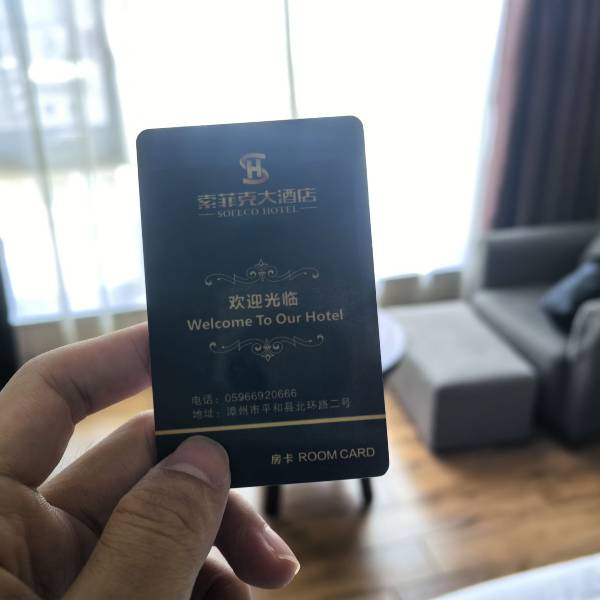 SH
索菲克大酒店
SOFECO HOTEL
欢迎光临
Welcome To Our Hotel
电话：05966920666
地址：漳州市平和县北环路二号
房卡 ROOM CARD